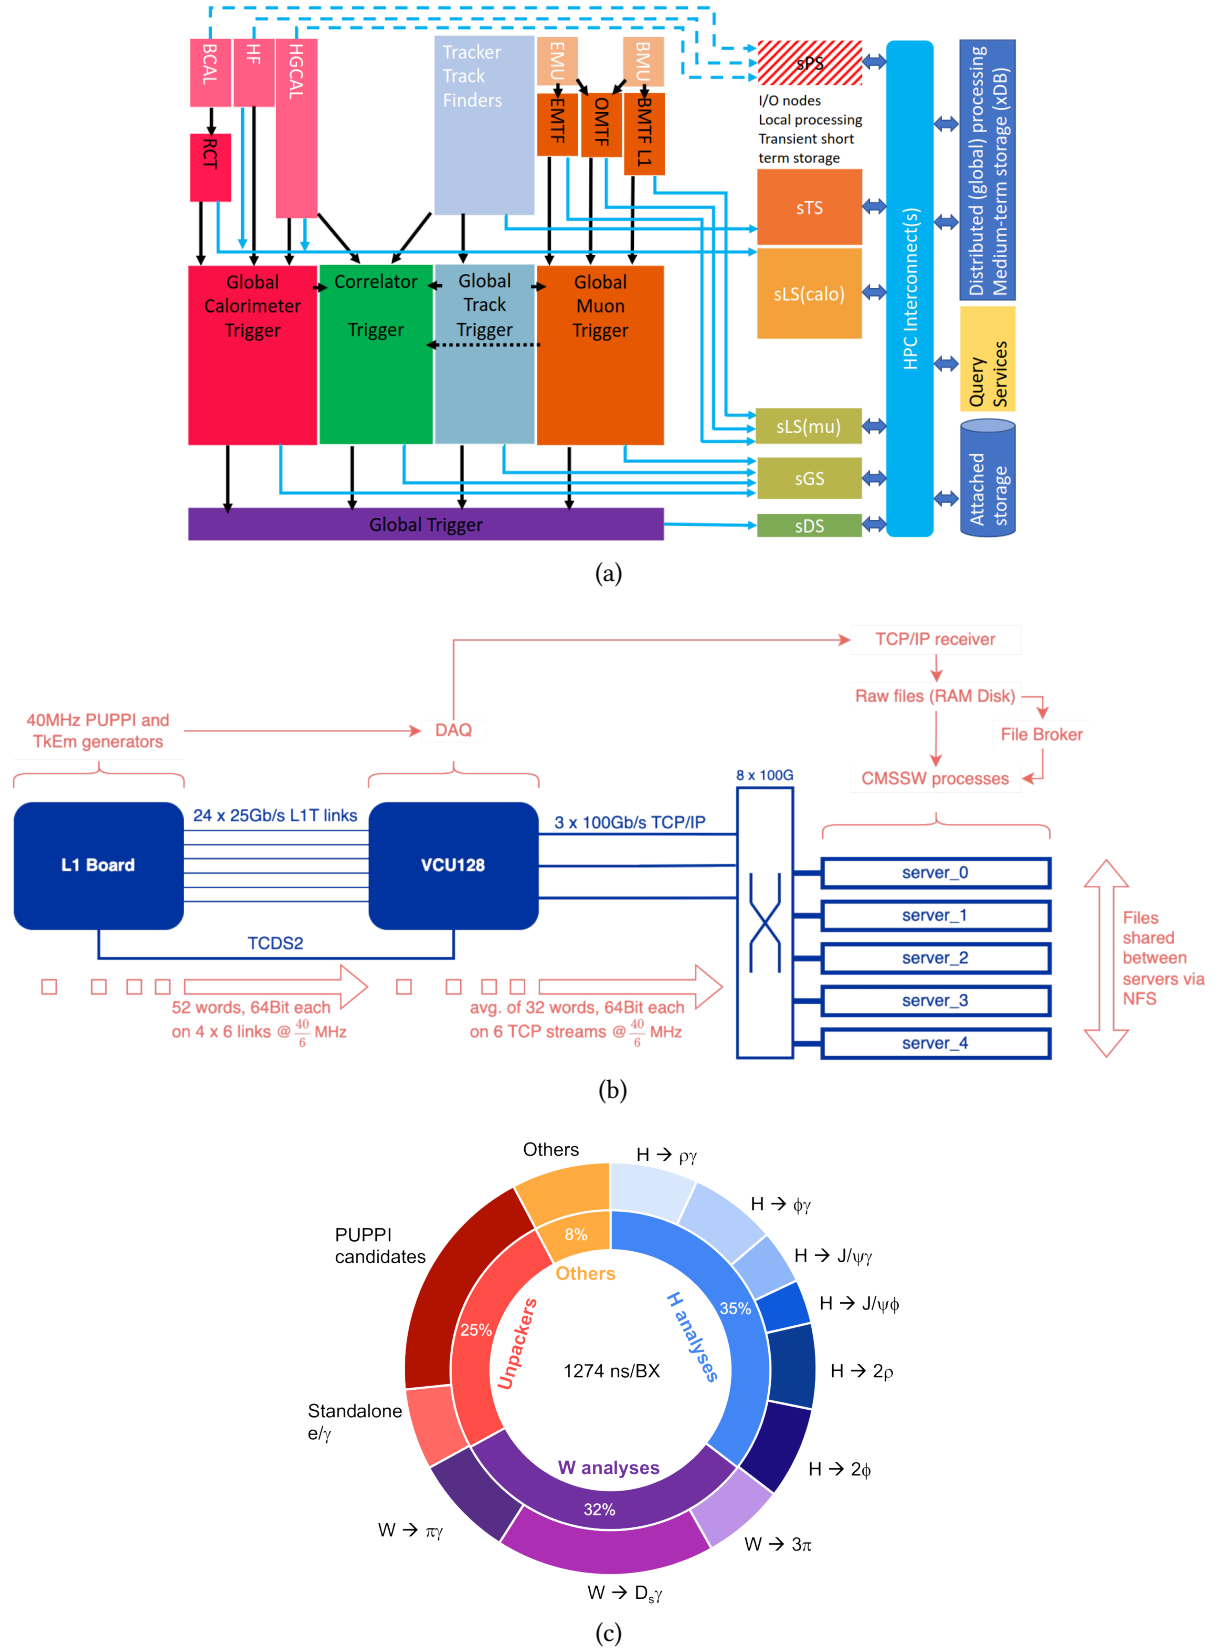 BCAL
HF
HGCAL
Tracker
Track
Finders
EMU
BMU
RCT
EMTF
OMTF
BMTF L1
sPS
I/O nodes
Local processing
Transient short
term storage
sTS
sLS(calo)
sLS(mu)
sGS
sDS
HPC Interconnect(s)
Distributed (global) processing
Medium-term storage (xDB)
Query
Services
Attached
storage
Global
Calorimeter
Trigger
Correlator
Trigger
Global
Track
Trigger
Global
Muon
Trigger
Global Trigger
(a)
TCP/IP receiver
Raw files (RAM Disk)
File Broker
CMSSW processes
40MHz PUPPI and
TkEm generators
DAQ
8 x 100G
24 x 25Gb/s L1T links
3 x 100Gb/s TCP/IP
L1 Board
VCU128
TCDS2
server_0
server_1
server_2
server_3
server_4
Files
shared
between
servers via
NFS
52 words, 64Bit each
on 4 x 6 links @ 40/6 MHz
avg. of 32 words, 64Bit each
on 6 TCP streams @ 40/6 MHz
(b)
Others
H → ργ
H → ϕγ
H → J/ψγ
H → J/ψϕ
H → 2ρ
H → 2ϕ
W → 3π
W → Dsγ
W → πγ
Standalone
e/γ
PUPPI
candidates
8%
Others
35%
H analyses
25%
Unpackers
1274 ns/BX
W analyses
32%
(c)